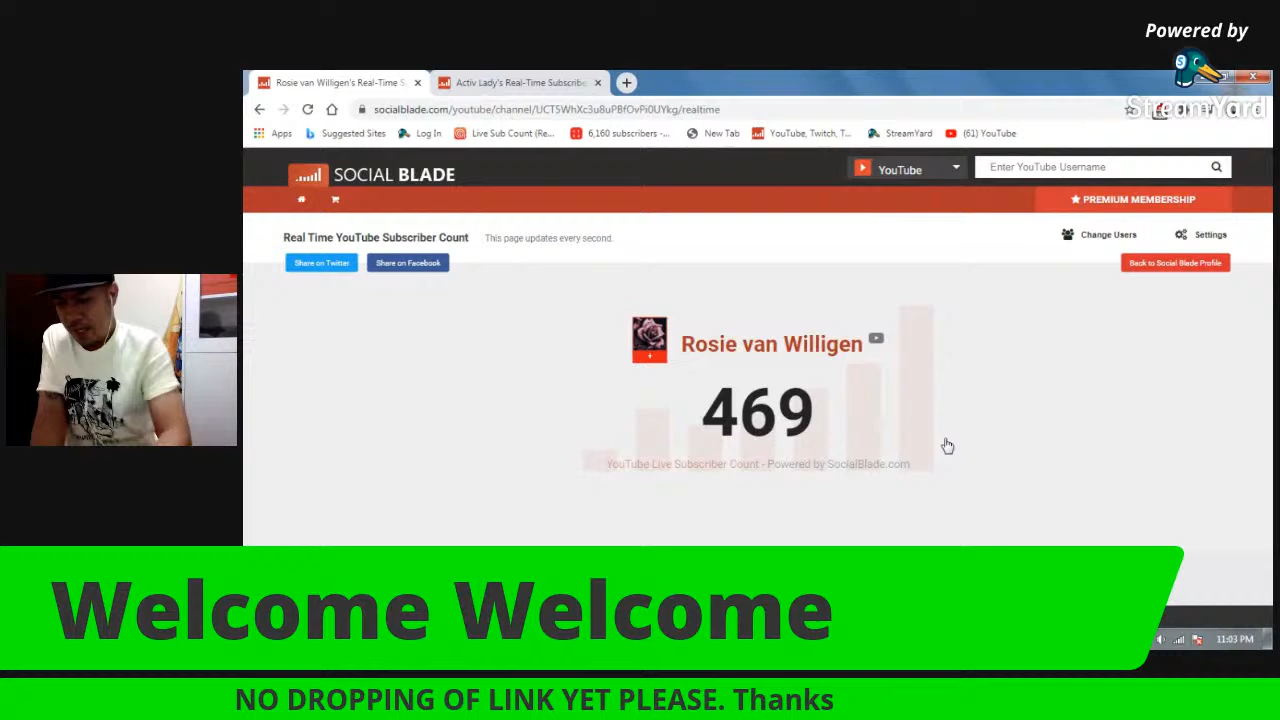 Powered by
StreamYard
Rosie van Willigen's Real-Time S
Activ Lady's Real-Time Subscribe
socialblade.com/youtube/channel/UCT5WhXc3u8uPBfOvPi0UYkg/realtime
Apps
Suggested Sites
Log In
Live Sub Count (Re...
6,160 subscribers -...
New Tab
YouTube, Twitch, T...
StreamYard
(61) YouTube
SOCIAL BLADE
YouTube
Enter YouTube Username
PREMIUM MEMBERSHIP
Real Time YouTube Subscriber Count
This page updates every second.
Change Users
Settings
Share on Twitter
Share on Facebook
Back to Social Blade Profile
Rosie van Willigen
469
YouTube Live Subscriber Count - Powered by SocialBlade.com
Welcome Welcome
11:03 PM
NO DROPPING OF LINK YET PLEASE. Thanks